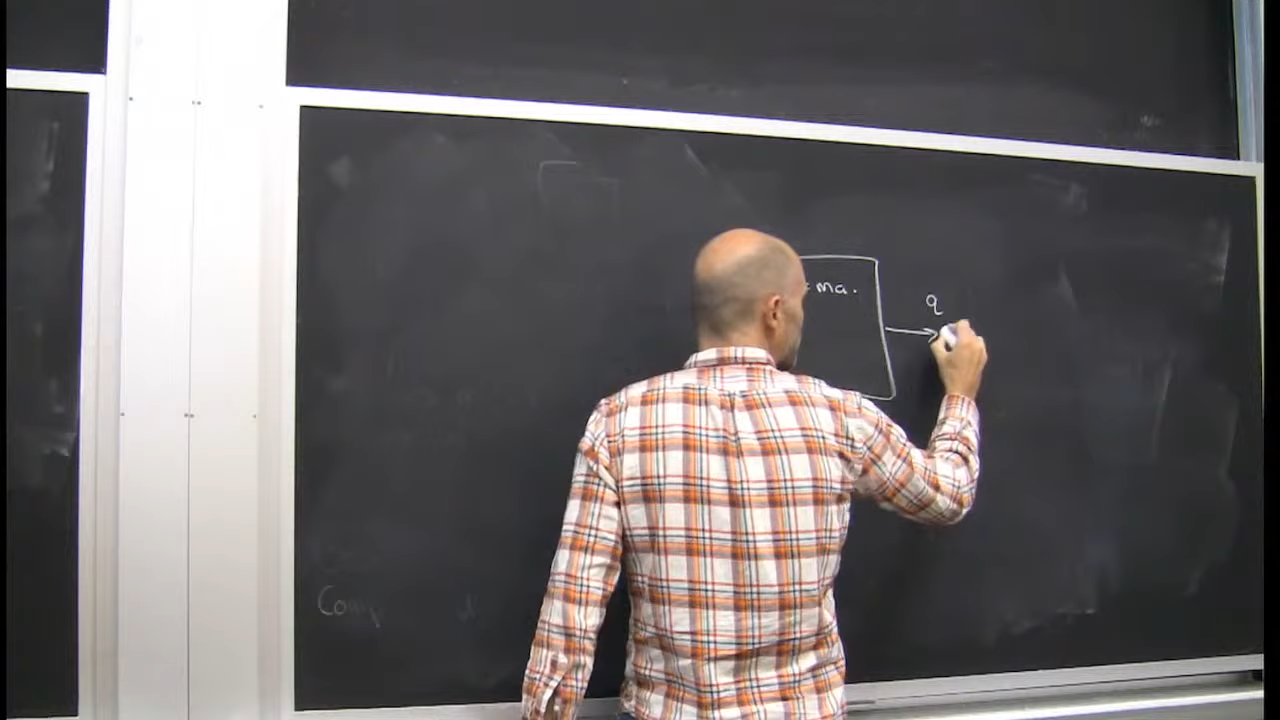 = ma.
q